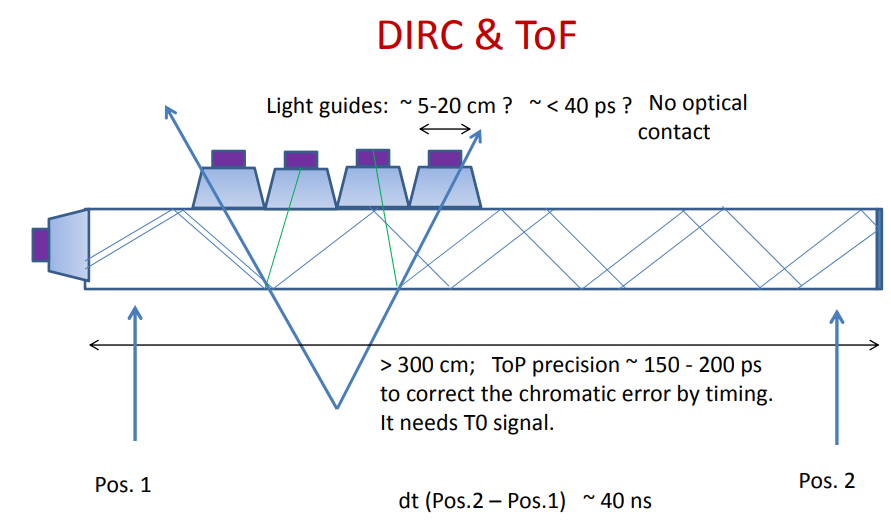 DIRC & ToF
Light guides: ~ 5-20 cm ? ~ < 40 ps ? No optical
contact
> 300 cm; ToP precision ~ 150 - 200 ps
to correct the chromatic error by timing.
It needs T0 signal.
Pos. 1
Pos. 2
dt (Pos.2 – Pos.1) ~ 40 ns